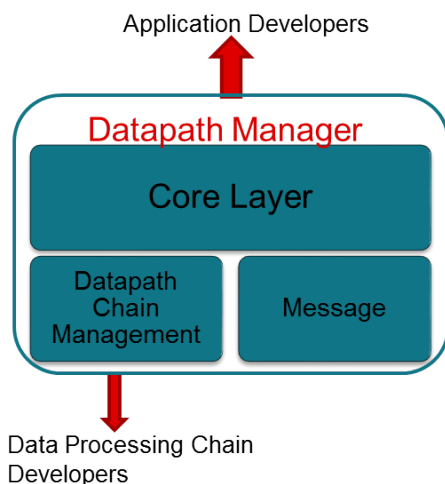 Application Developers
Datapath Manager
Core Layer
Datapath
Chain
Management
Message
Data Processing Chain
Developers